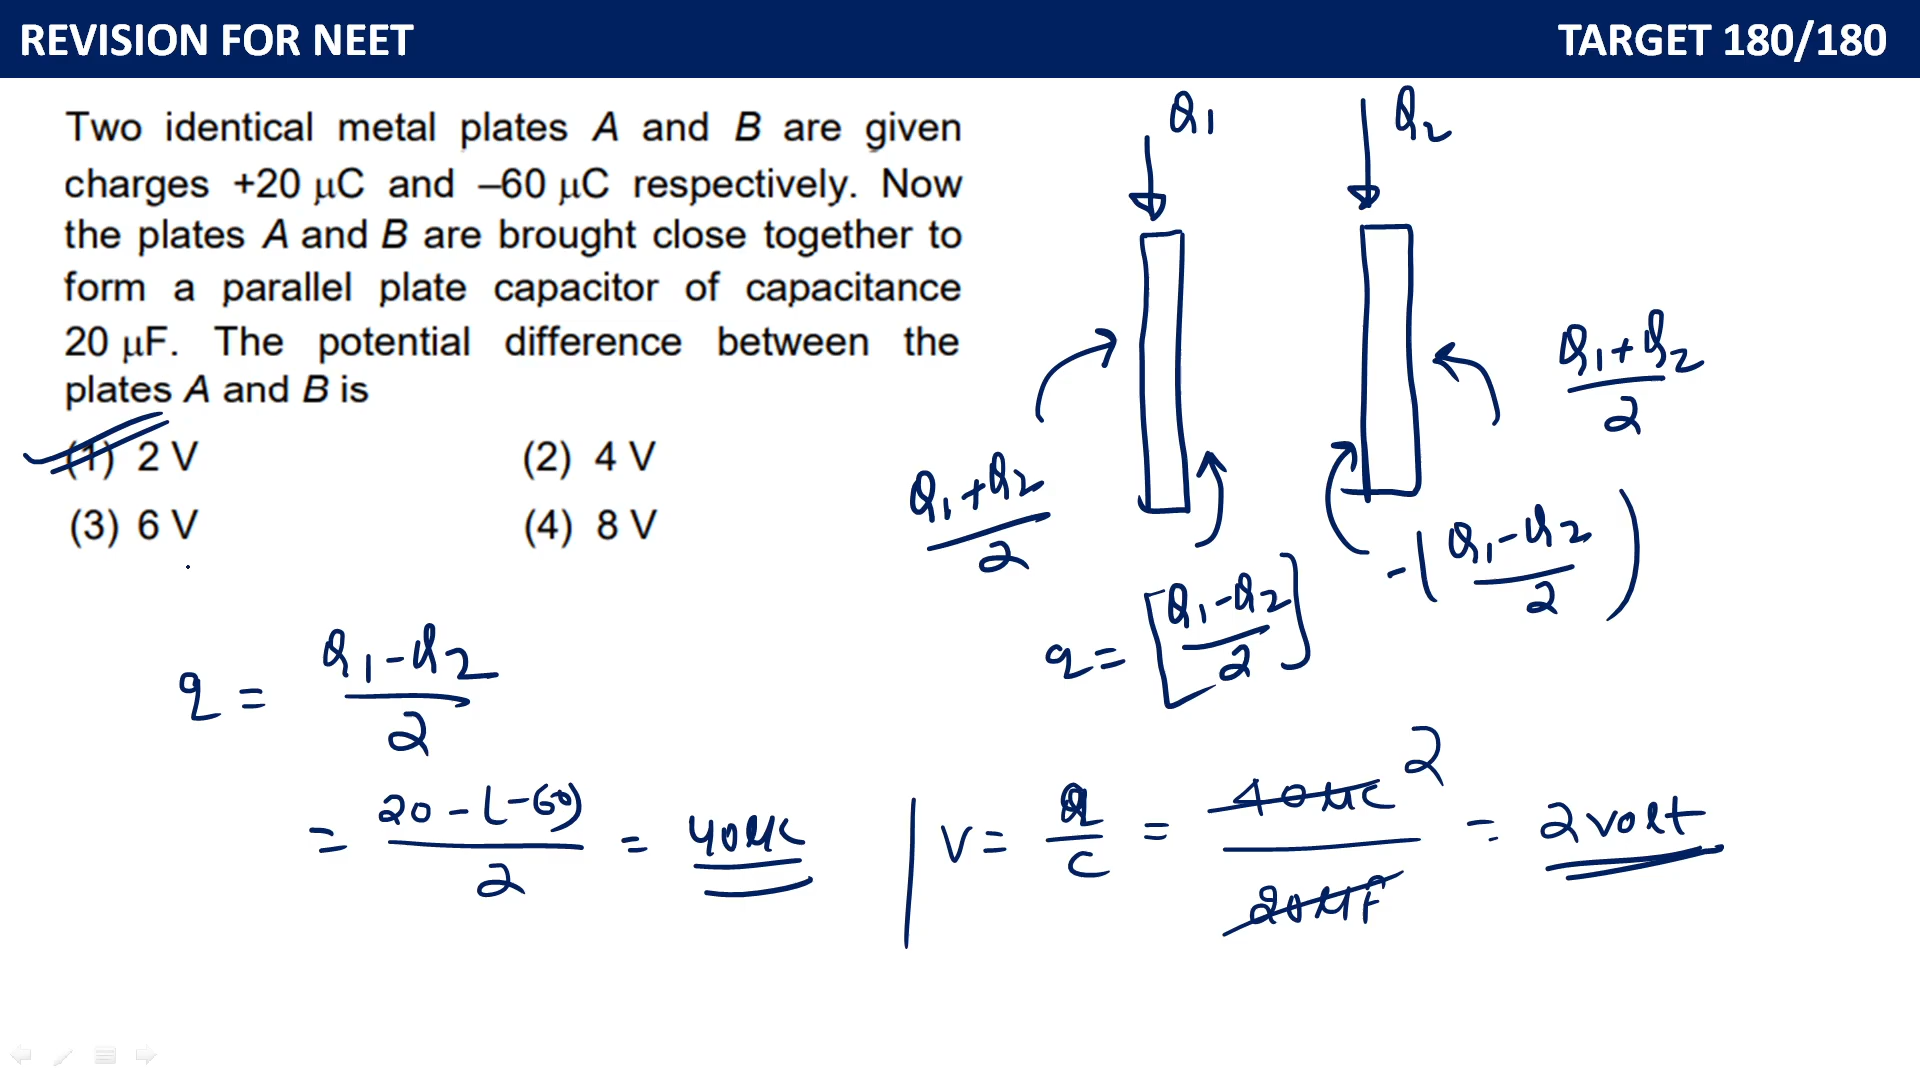 REVISION FOR NEET
TARGET 180/180
Two identical metal plates A and B are given
charges +20 μC and –60 μC respectively. Now
the plates A and B are brought close together to
form a parallel plate capacitor of capacitance
20 μF. The potential difference between the
plates A and B is
(1) 2 V
(2) 4 V
(3) 6 V
(4) 8 V
Q1
Q2
Q1+Q2
2
Q1+Q2
2
-(Q1-Q2
2)
q = [Q1-Q2
2]
q = Q1-Q2
2
= 20-(-60)
2
= 40μC
V = Q
C
= 40μC 2
20μF
= 2 volt